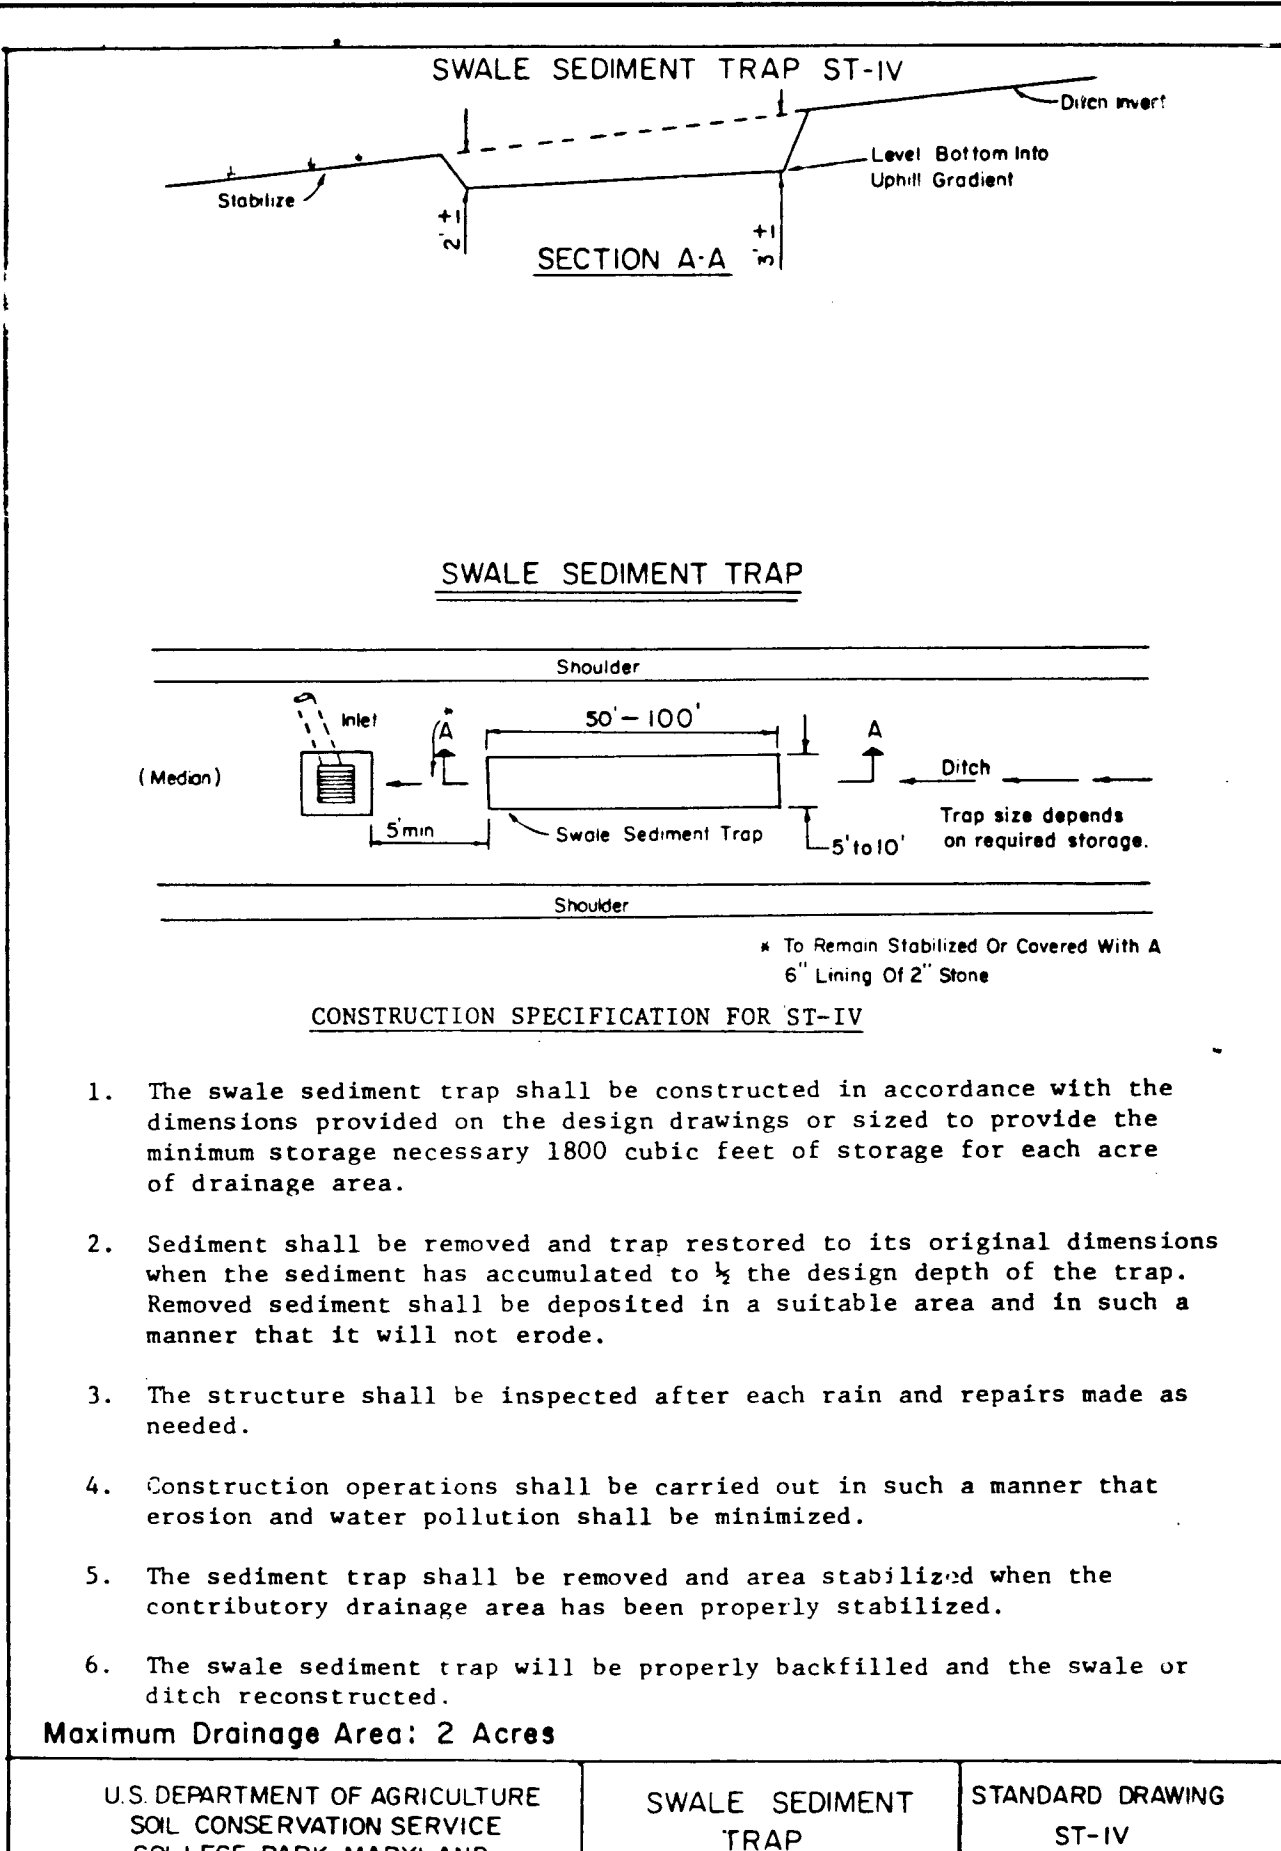 SWALE SEDIMENT TRAP ST-IV
Ditch invert
Level Bottom Into
Uphill Gradient
Stabilize
2' ±1
3' ±1
SECTION A-A
SWALE SEDIMENT TRAP
Shoulder
Inlet
A*
50'-100'
A
(Median)
Ditch
5' min
Swale Sediment Trap
5' to 10'
Trap size depends
on required storage.
Shoulder
* To Remain Stabilized Or Covered With A
6" Lining Of 2" Stone
CONSTRUCTION SPECIFICATION FOR ST-IV
1. The swale sediment trap shall be constructed in accordance with the
dimensions provided on the design drawings or sized to provide the
minimum storage necessary 1800 cubic feet of storage for each acre
of drainage area.
2. Sediment shall be removed and trap restored to its original dimensions
when the sediment has accumulated to ½ the design depth of the trap.
Removed sediment shall be deposited in a suitable area and in such a
manner that it will not erode.
3. The structure shall be inspected after each rain and repairs made as
needed.
4. Construction operations shall be carried out in such a manner that
erosion and water pollution shall be minimized.
5. The sediment trap shall be removed and area stabilized when the
contributory drainage area has been properly stabilized.
6. The swale sediment trap will be properly backfilled and the swale or
ditch reconstructed.
Maximum Drainage Area: 2 Acres
U.S. DEPARTMENT OF AGRICULTURE
SOIL CONSERVATION SERVICE
COLLEGE PARK, MARYLAND
SWALE SEDIMENT
TRAP
STANDARD DRAWING
ST-IV